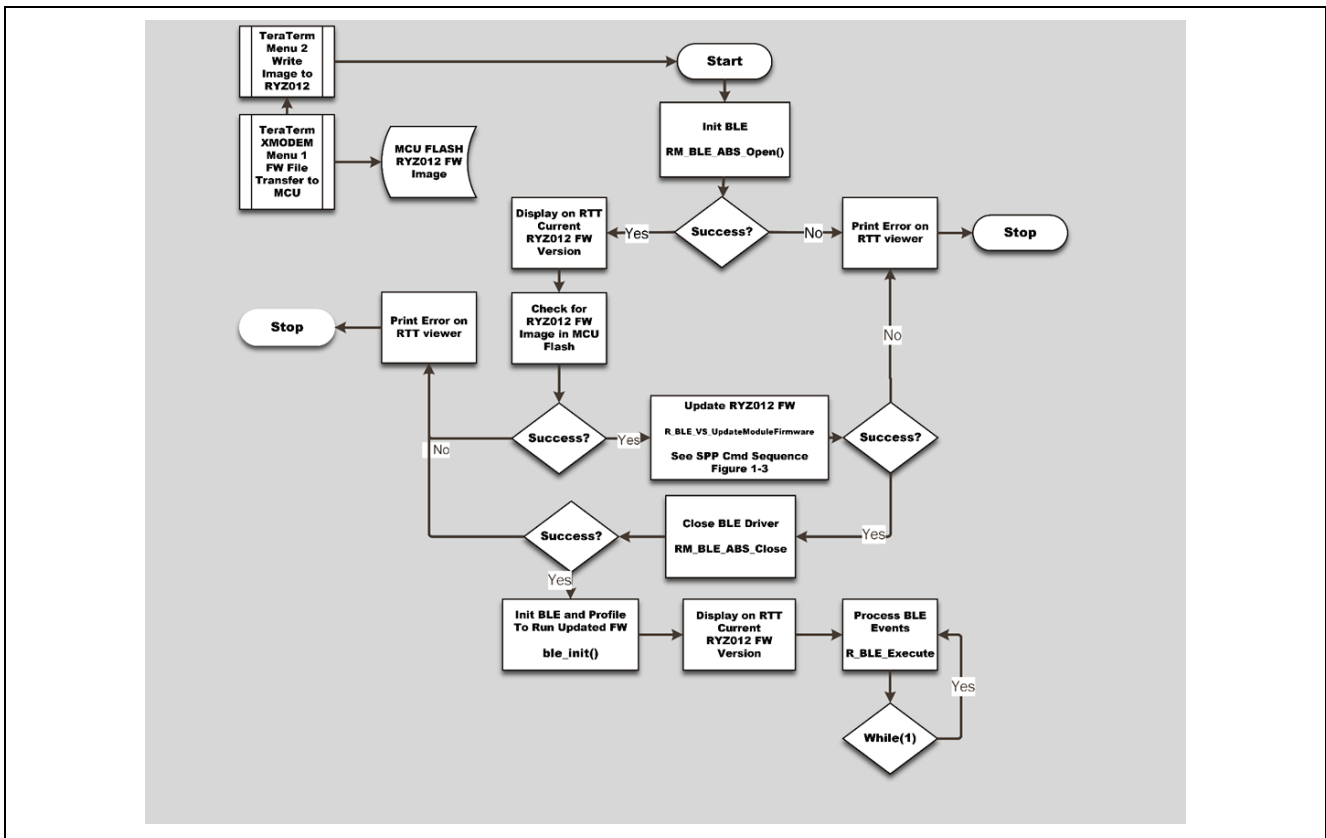 TeraTerm
Menu 2
Write
Image to
RYZ012
Start
TeraTerm
XMODEM
Menu 1
FW File
Transfer to
MCU
MCU FLASH
RYZ012 FW
Image
Init BLE
RM_BLE_ABS_Open()
Success?
Yes
No
Display on RTT
Current
RYZ012 FW
Version
Print Error on
RTT viewer
Stop
Check for
RYZ012 FW
Image in MCU
Flash
Print Error on
RTT viewer
Stop
No
Success?
Yes
No
Update RYZ012 FW
R_BLE_VS_UpdateModuleFirmware
See SPP Cmd Sequence
Figure 1-3
Success?
Yes
Close BLE Driver
RM_BLE_ABS_Close
Success?
Yes
Init BLE and Profile
To Run Updated FW
ble_init()
Display on RTT
Current
RYZ012 FW
Version
Process BLE
Events
R_BLE_Execute
Yes
While(1)